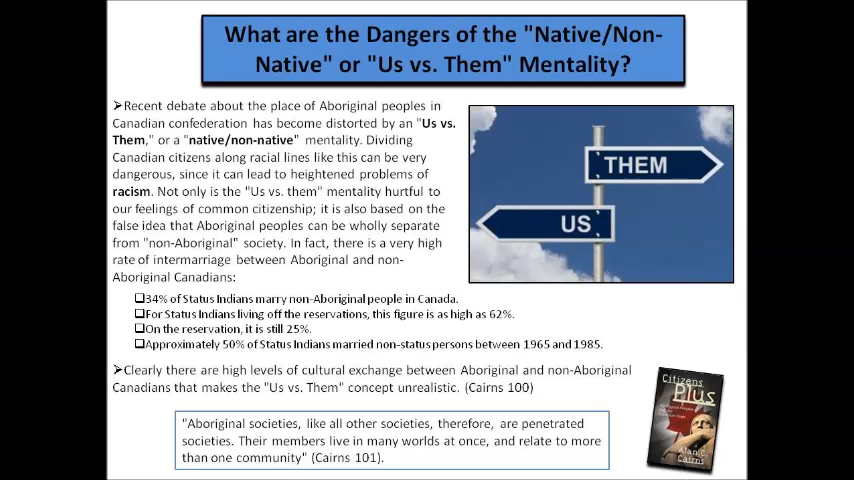 What are the Dangers of the "Native/Non-
Native" or "Us vs. Them" Mentality?
➢Recent debate about the place of Aboriginal peoples in
Canadian confederation has become distorted by an "Us vs.
Them," or a "native/non-native" mentality. Dividing
Canadian citizens along racial lines like this can be very
dangerous, since it can lead to heightened problems of
racism. Not only is the "Us vs. them" mentality hurtful to
our feelings of common citizenship; it is also based on the
false idea that Aboriginal peoples can be wholly separate
from "non-Aboriginal" society. In fact, there is a very high
rate of intermarriage between Aboriginal and non-
Aboriginal Canadians:
THEM
US
❑34% of Status Indians marry non-Aboriginal people in Canada.
❑For Status Indians living off the reservations, this figure is as high as 62%.
❑On the reservation, it is still 25%.
❑Approximately 50% of Status Indians married non-status persons between 1965 and 1985.
➢Clearly there are high levels of cultural exchange between Aboriginal and non-Aboriginal
Canadians that makes the "Us vs. Them" concept unrealistic. (Cairns 100)
"Aboriginal societies, like all other societies, therefore, are penetrated
societies. Their members live in many worlds at once, and relate to more
than one community" (Cairns 101).
Citizens
Plus
Alan C.
Cairns